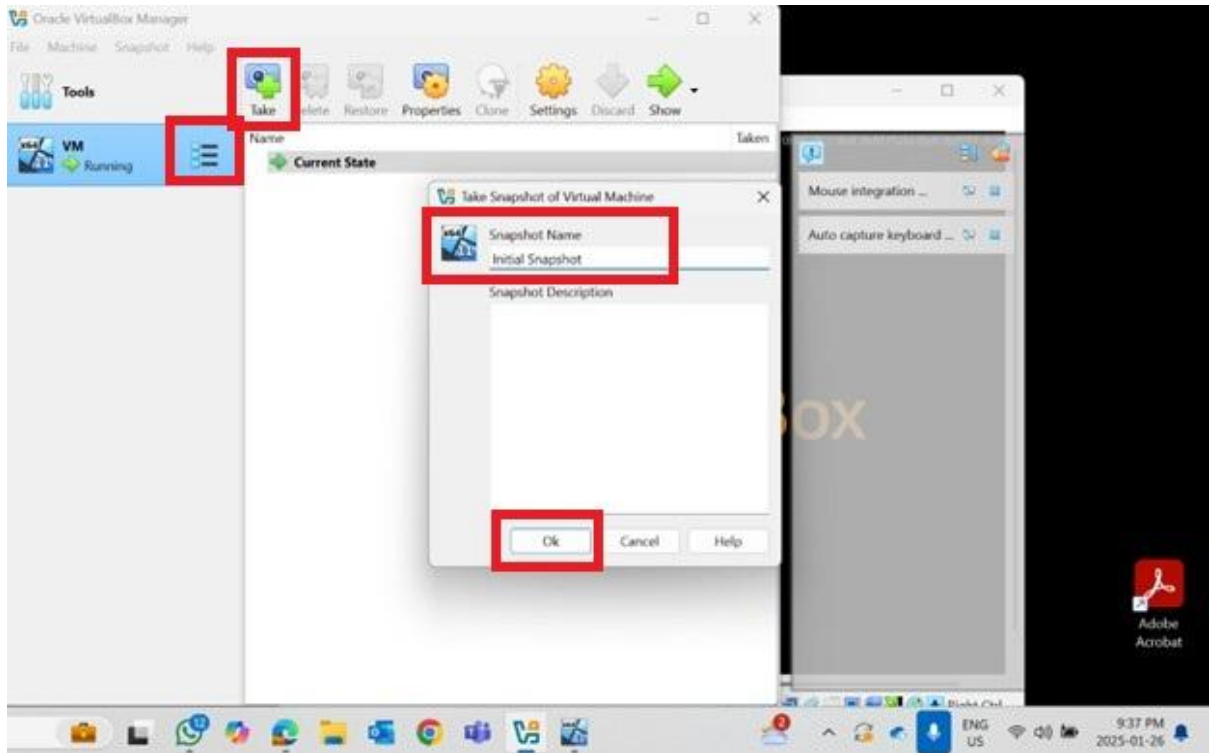 Oracle VirtualBox Manager
File Machine Snapshot Help
Tools
Take Delete Restore Properties Clone Settings Discard Show
VM
Running
Name Taken
Current State
Take Snapshot of Virtual Machine
Snapshot Name
Initial Snapshot
Snapshot Description
Ok Cancel Help
Mouse integration ...
Auto capture keyboard ...
OX
Adobe
Acrobat
Right Ctrl
ENG
US
9:37 PM
2025-01-26